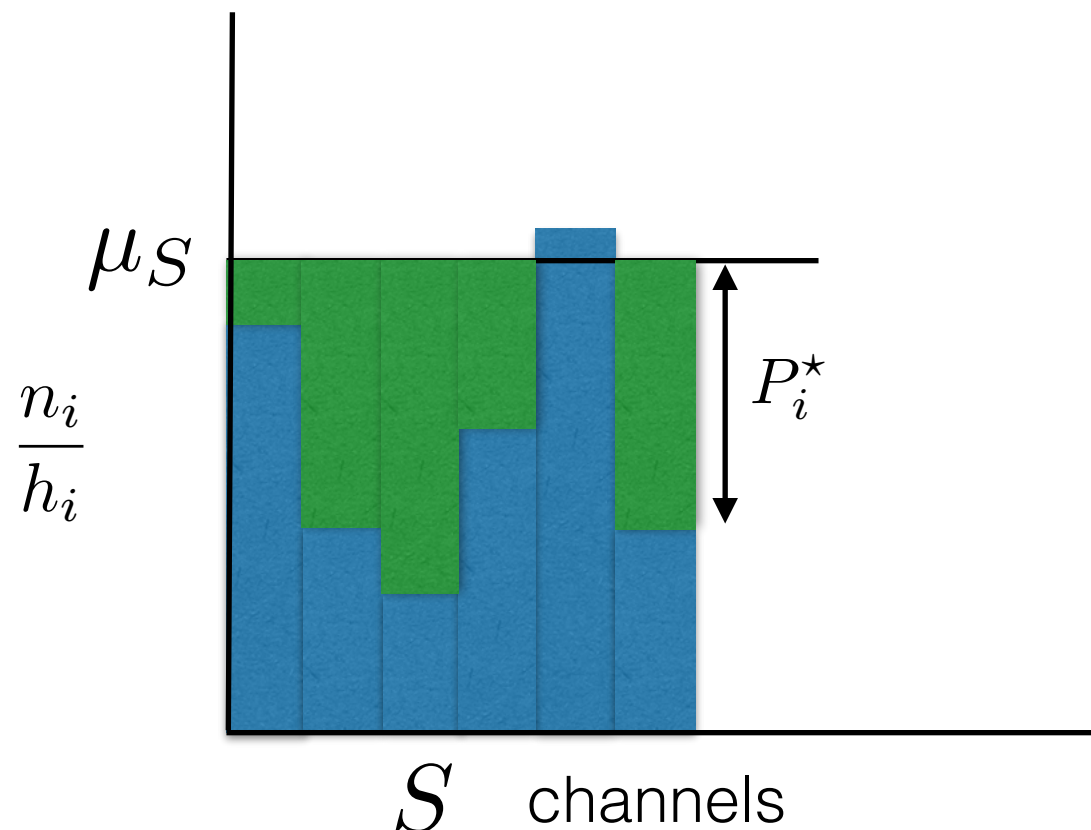 μ_S
P_i^⋆
n_i
h_i
S channels